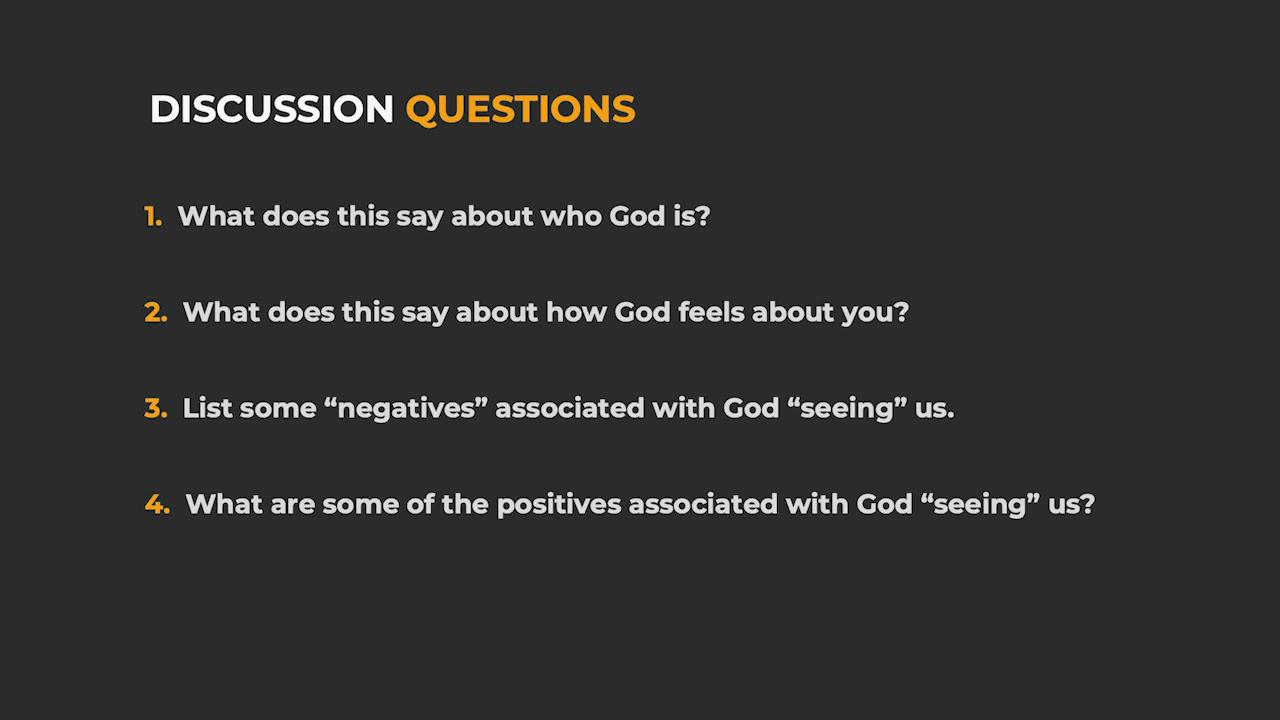 DISCUSSION QUESTIONS
1. What does this say about who God is?
2. What does this say about how God feels about you?
3. List some “negatives” associated with God “seeing” us.
4. What are some of the positives associated with God “seeing” us?